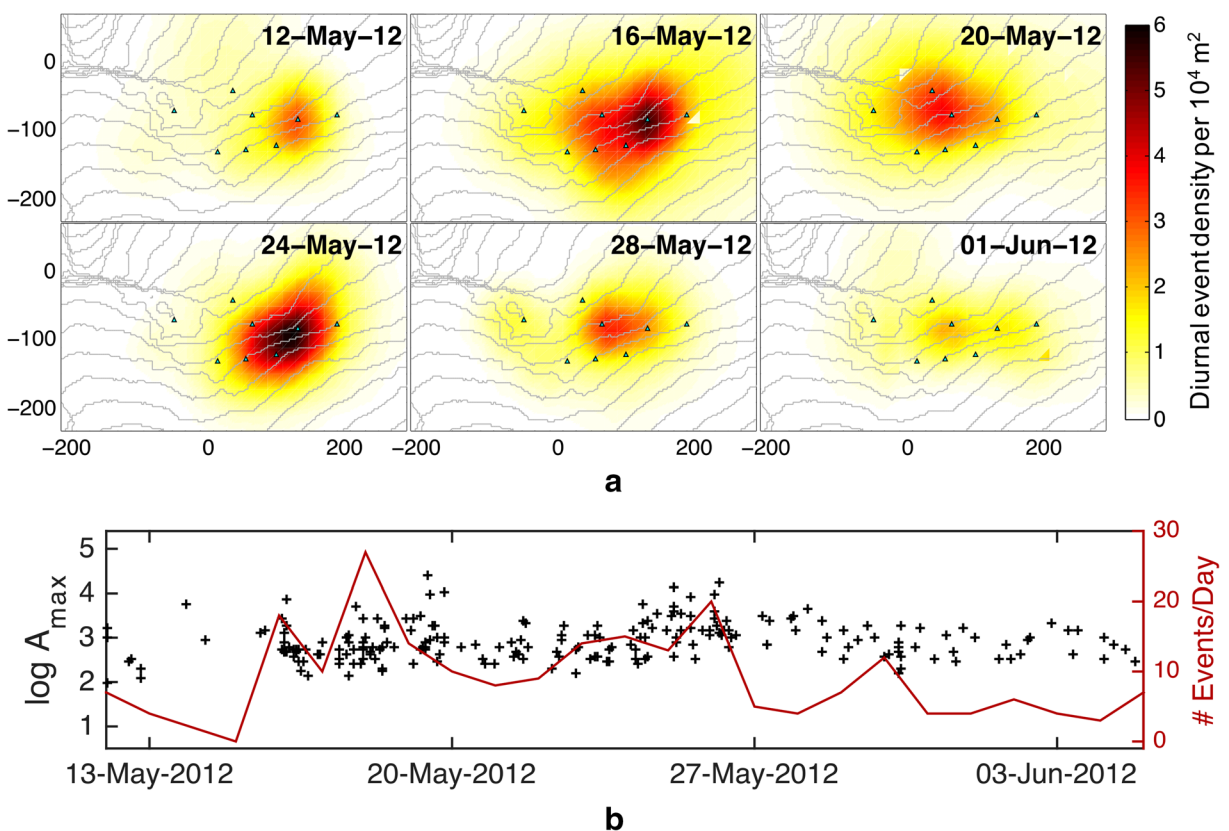 12–May–12
16–May–12
20–May–12
0
−100
−200
24–May–12
28–May–12
01–Jun–12
0
−100
−200
−200 0 200
−200 0 200
−200 0 200
6
5
4
3
2
1
0
Diurnal event density per 10⁴ m²
a
5
4
3
2
1
log Amax
30
20
10
0
# Events/Day
13-May-2012 20-May-2012 27-May-2012 03-Jun-2012
b